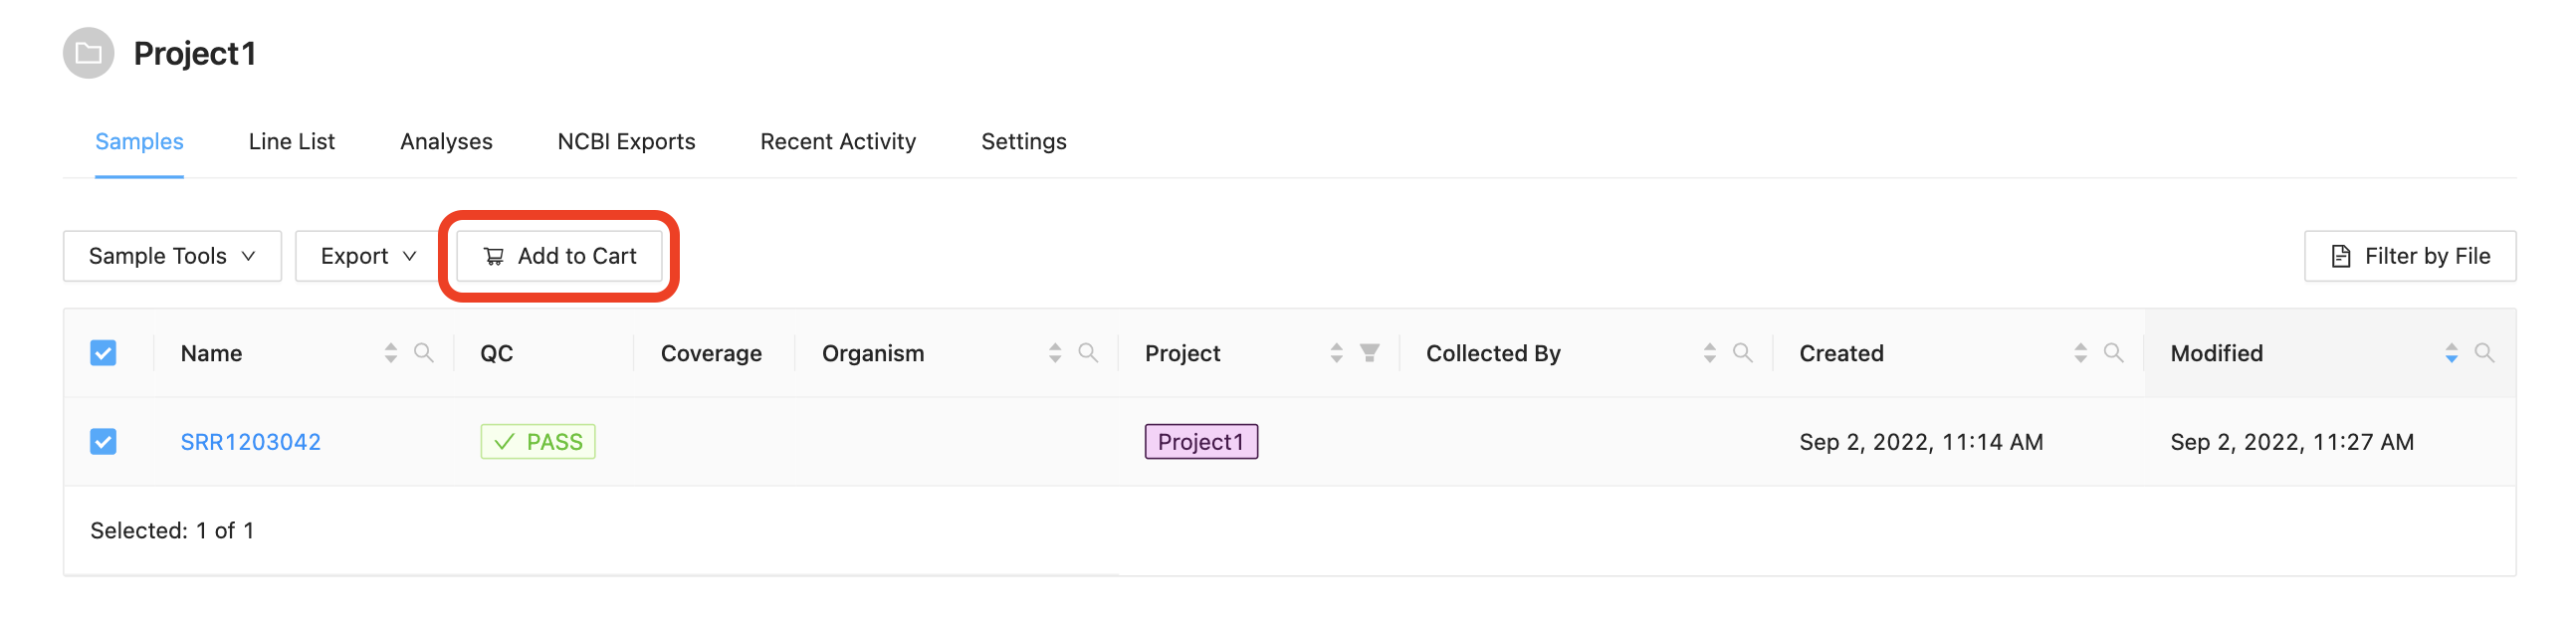 Project1
Samples Line List Analyses NCBI Exports Recent Activity Settings
Sample Tools Export Add to Cart Filter by File
Name QC Coverage Organism Project Collected By Created Modified
SRR1203042 PASS Project1 Sep 2, 2022, 11:14 AM Sep 2, 2022, 11:27 AM
Selected: 1 of 1